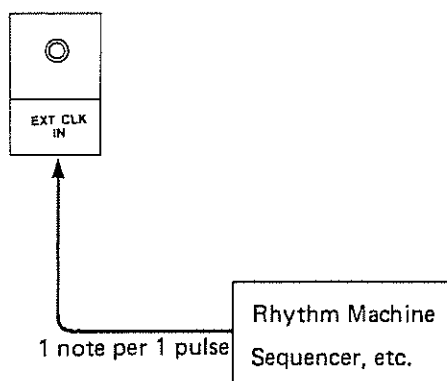 EXT CLK
IN
1 note per 1 pulse
Rhythm Machine
Sequencer, etc.